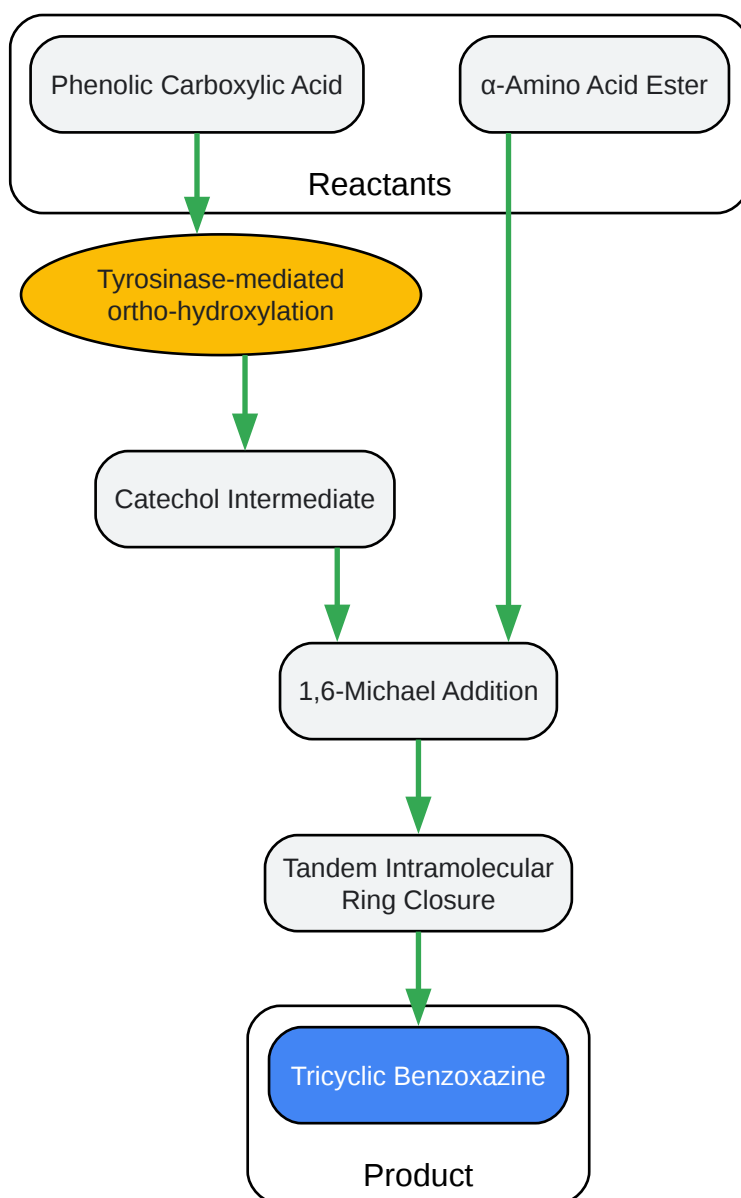 Phenolic Carboxylic Acid
α-Amino Acid Ester
Reactants
Tyrosinase-mediated
ortho-hydroxylation
Catechol Intermediate
1,6-Michael Addition
Tandem Intramolecular
Ring Closure
Tricyclic Benzoxazine
Product